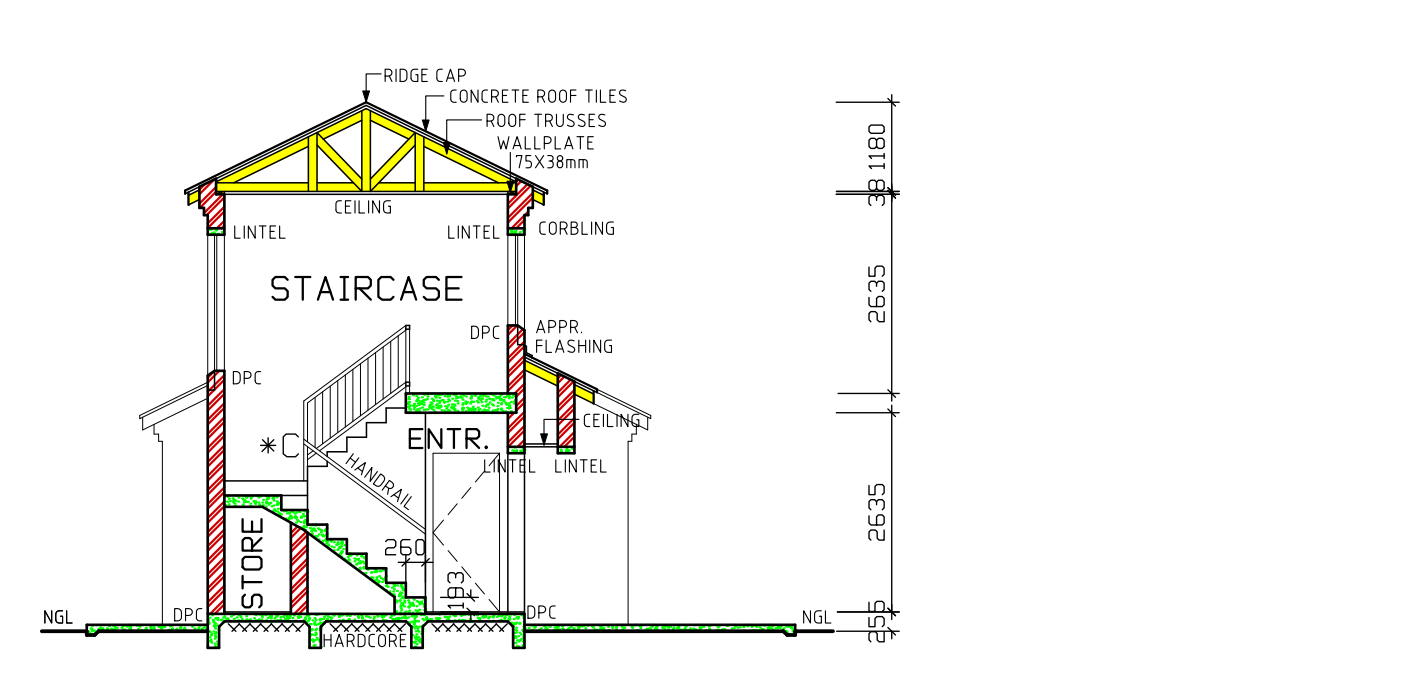 RIDGE CAP
CONCRETE ROOF TILES
ROOF TRUSSES
WALLPLATE
75X38mm
1180
38
CEILING
LINTEL
LINTEL
CORBLING
STAIRCASE
2635
DPC
APPR.
FLASHING
DPC
CEILING
*C
ENTR.
HANDRAIL
LINTEL
LINTEL
2635
STORE
260
193
NGL
DPC
DPC
NGL
255
HARDCORE